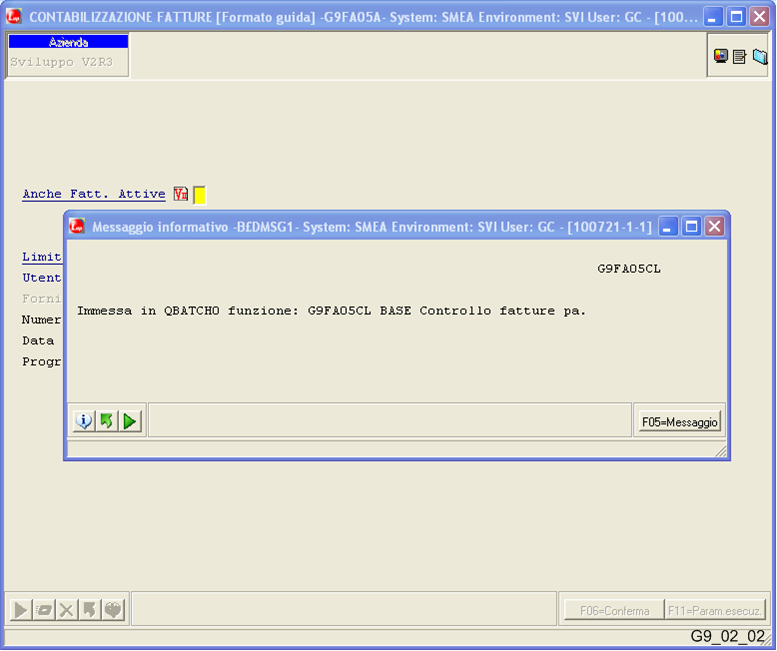 CONTABILIZZAZIONE FATTURE [Formato guida] -G9FA05A- System: SMEA Environment: SVI User: GC - [100...
Azienda
Sviluppo V2R3
Anche Fatt. Attive
Messaggio informativo -B£DMSG1- System: SMEA Environment: SVI User: GC - [100721-1-1]
G9FA05CL
Limit
Utent
Forni
Immessa in QBATCHO funzione: G9FA05CL BASE Controllo fatture pa.
Numer
Data
Progr
F05=Messaggio
F06=Conferma
F11=Param.esecuz.
G9_02_02